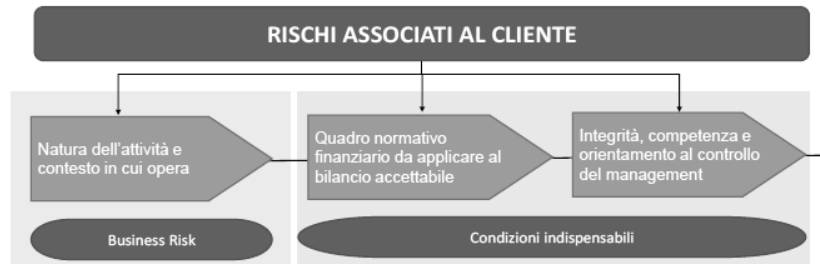 RISCHI ASSOCIATI AL CLIENTE
Natura dell'attività e
contesto in cui opera
Quadro normativo
finanziario da applicare al
bilancio accettabile
Integrità, competenza e
orientamento al controllo
del management
Business Risk
Condizioni indispensabili